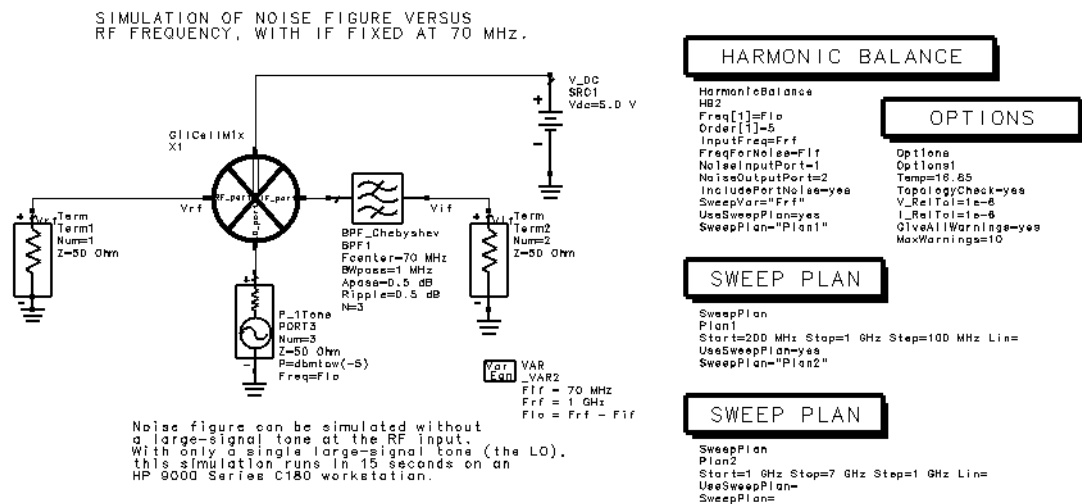 SIMULATION OF NOISE FIGURE VERSUS
RF FREQUENCY, WITH IF FIXED AT 70 MHz.
V_DC
SRC1
Vdc=5.0 V
GilCellMix
X1
RF_port
IF_port
Vrf
Vif
Term
Term1
Num=1
Z=50 Ohm
BPF_Chebyshev
BPF1
Fcenter=70 MHz
BWpass=1 MHz
Apass=0.5 dB
Ripple=0.5 dB
N=3
Term
Term2
Num=2
Z=50 Ohm
P_1Tone
PORT3
Num=3
Z=50 Ohm
P=dbmtow(-5)
Freq=Flo
Var
Eqn
VAR
_VAR2
Fif = 70 MHz
Frf = 1 GHz
Flo = Frf - Fif
Noise figure can be simulated without
a large-signal tone at the RF input.
With only a single large-signal tone (the LO),
this simulation runs in 15 seconds on an
HP 9000 Series C180 workstation.
HARMONIC BALANCE
HarmonicBalance
HB2
Freq[1]=Flo
Order[1]=5
InputFreq=Frf
FreqForNoise=Fif
NoiseInputPort=1
NoiseOutputPort=2
IncludePortNoise=yes
SweepVar="Frf"
UseSweepPlan=yes
SweepPlan="Plan1"
OPTIONS
Options
Options1
Temp=16.85
TopologyCheck=yes
V_RelTol=1e-6
I_RelTol=1e-6
GiveAllWarnings=yes
MaxWarnings=10
SWEEP PLAN
SweepPlan
Plan1
Start=200 MHz Stop=1 GHz Step=100 MHz Lin=
UseSweepPlan=yes
SweepPlan="Plan2"
SWEEP PLAN
SweepPlan
Plan2
Start=1 GHz Stop=7 GHz Step=1 GHz Lin=
UseSweepPlan=
SweepPlan=